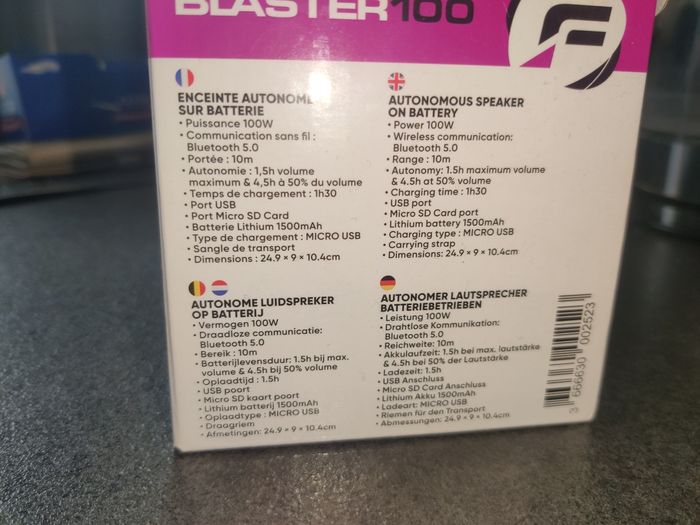 BLASTER100
ENCEINTE AUTONOME
SUR BATTERIE
• Puissance 100W
• Communication sans fil :
Bluetooth 5.0
• Portée : 10m
• Autonomie : 1,5h volume
maximum & 4,5h à 50% du volume
• Temps de chargement : 1h30
• Port USB
• Port Micro SD Card
• Batterie Lithium 1500mAh
• Type de chargement : MICRO USB
• Sangle de transport
• Dimensions : 24.9 × 9 × 10.4cm
AUTONOMOUS SPEAKER
ON BATTERY
• Power 100W
• Wireless communication:
Bluetooth 5.0
• Range : 10m
• Autonomy: 1.5h maximum volume
& 4.5h at 50% volume
• Charging time : 1h30
• USB port
• Micro SD Card port
• Lithium battery 1500mAh
• Charging type : MICRO USB
• Carrying strap
• Dimensions: 24.9 × 9 × 10.4cm
AUTONOME LUIDSPREKER
OP BATTERIJ
• Vermogen 100W
• Draadloze communicatie:
Bluetooth 5.0
• Bereik : 10m
• Batterijlevensduur: 1.5h bij max.
volume & 4.5h bij 50% volume
• Oplaadtijd : 1.5h
• USB poort
• Micro SD kaart poort
• Lithium batterij 1500mAh
• Oplaadtype : MICRO USB
• Draagriem
• Afmetingen: 24.9 × 9 × 10.4cm
AUTONOMER LAUTSPRECHER
BATTERIEBETRIEBEN
• Leistung 100W
• Drahtlose Kommunikation:
Bluetooth 5.0
• Reichweite: 10m
• Akkulaufzeit: 1.5h bei max. lautstärke
& 4.5h bei 50% der Lautstärke
• Ladezeit: 1.5h
• USB Anschluss
• Micro SD Card Anschluss
• Lithium Akku 1500mAh
• Ladeart: MICRO USB
• Riemen für den Transport
• Abmessungen: 24.9 × 9 × 10.4cm
3 666630 002523